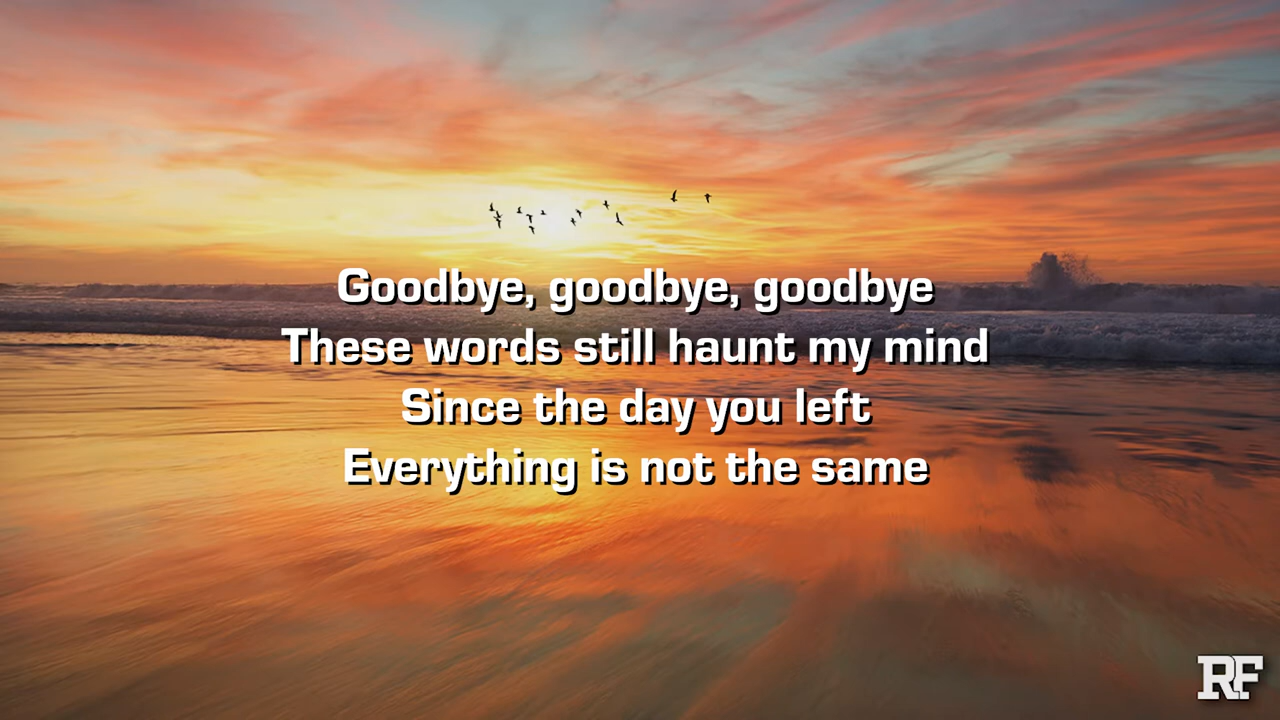 Goodbye, goodbye, goodbye
These words still haunt my mind
Since the day you left
Everything is not the same
RF